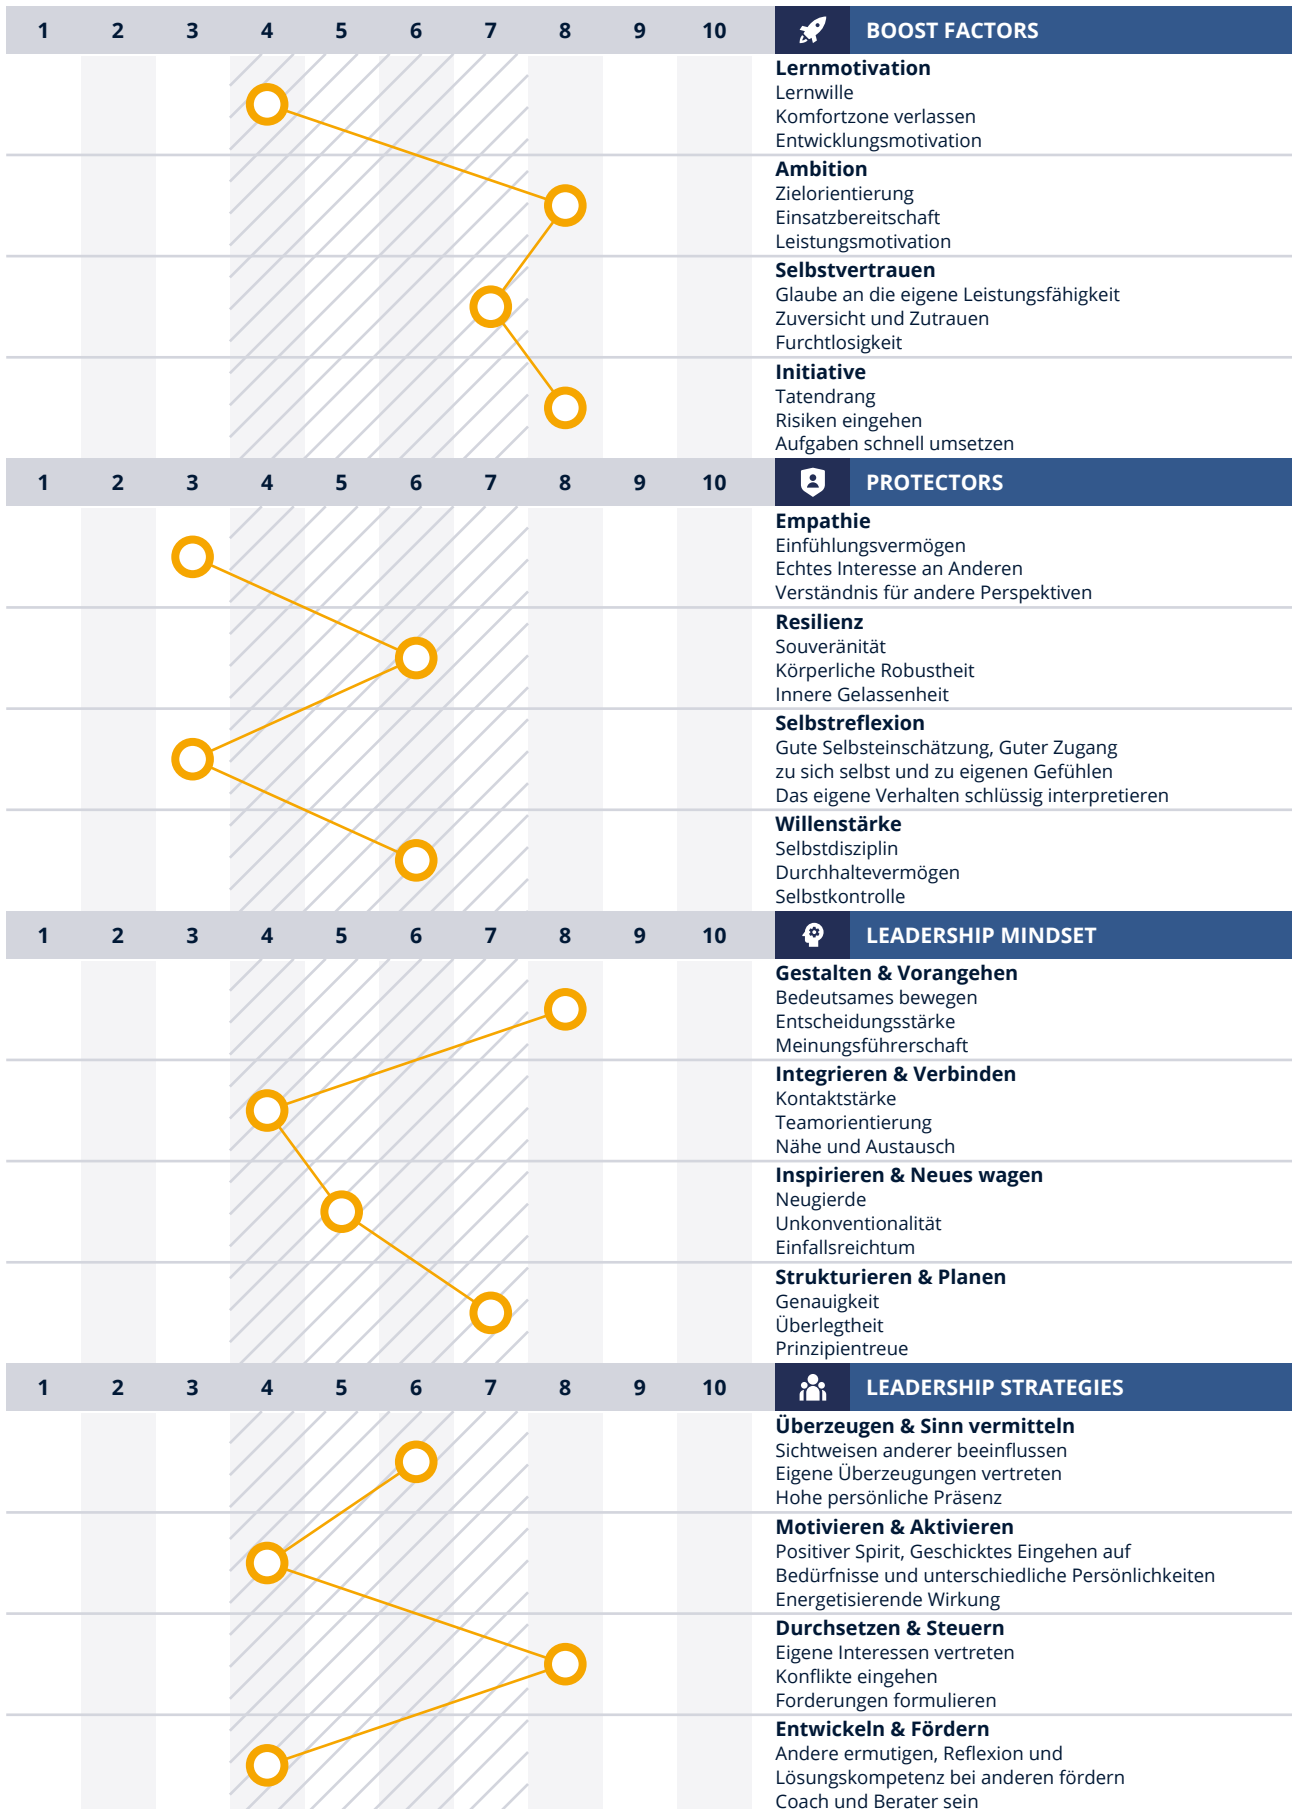 1 2 3 4 5 6 7 8 9 10 BOOST FACTORS
Lernmotivation
Lernwille
Komfortzone verlassen
Entwicklungsmotivation
Ambition
Zielorientierung
Einsatzbereitschaft
Leistungsmotivation
Selbstvertrauen
Glaube an die eigene Leistungsfähigkeit
Zuversicht und Zutrauen
Furchtlosigkeit
Initiative
Tatendrang
Risiken eingehen
Aufgaben schnell umsetzen
1 2 3 4 5 6 7 8 9 10 PROTECTORS
Empathie
Einfühlungsvermögen
Echtes Interesse an Anderen
Verständnis für andere Perspektiven
Resilienz
Souveränität
Körperliche Robustheit
Innere Gelassenheit
Selbstreflexion
Gute Selbsteinschätzung, Guter Zugang
zu sich selbst und zu eigenen Gefühlen
Das eigene Verhalten schlüssig interpretieren
Willenstärke
Selbstdisziplin
Durchhaltevermögen
Selbstkontrolle
1 2 3 4 5 6 7 8 9 10 LEADERSHIP MINDSET
Gestalten & Vorangehen
Bedeutsames bewegen
Entscheidungsstärke
Meinungsführerschaft
Integrieren & Verbinden
Kontaktstärke
Teamorientierung
Nähe und Austausch
Inspirieren & Neues wagen
Neugierde
Unkonventionalität
Einfallsreichtum
Strukturieren & Planen
Genauigkeit
Überlegtheit
Prinzipientreue
1 2 3 4 5 6 7 8 9 10 LEADERSHIP STRATEGIES
Überzeugen & Sinn vermitteln
Sichtweisen anderer beeinflussen
Eigene Überzeugungen vertreten
Hohe persönliche Präsenz
Motivieren & Aktivieren
Positiver Spirit, Geschicktes Eingehen auf
Bedürfnisse und unterschiedliche Persönlichkeiten
Energetisierende Wirkung
Durchsetzen & Steuern
Eigene Interessen vertreten
Konflikte eingehen
Forderungen formulieren
Entwickeln & Fördern
Andere ermutigen, Reflexion und
Lösungskompetenz bei anderen fördern
Coach und Berater sein